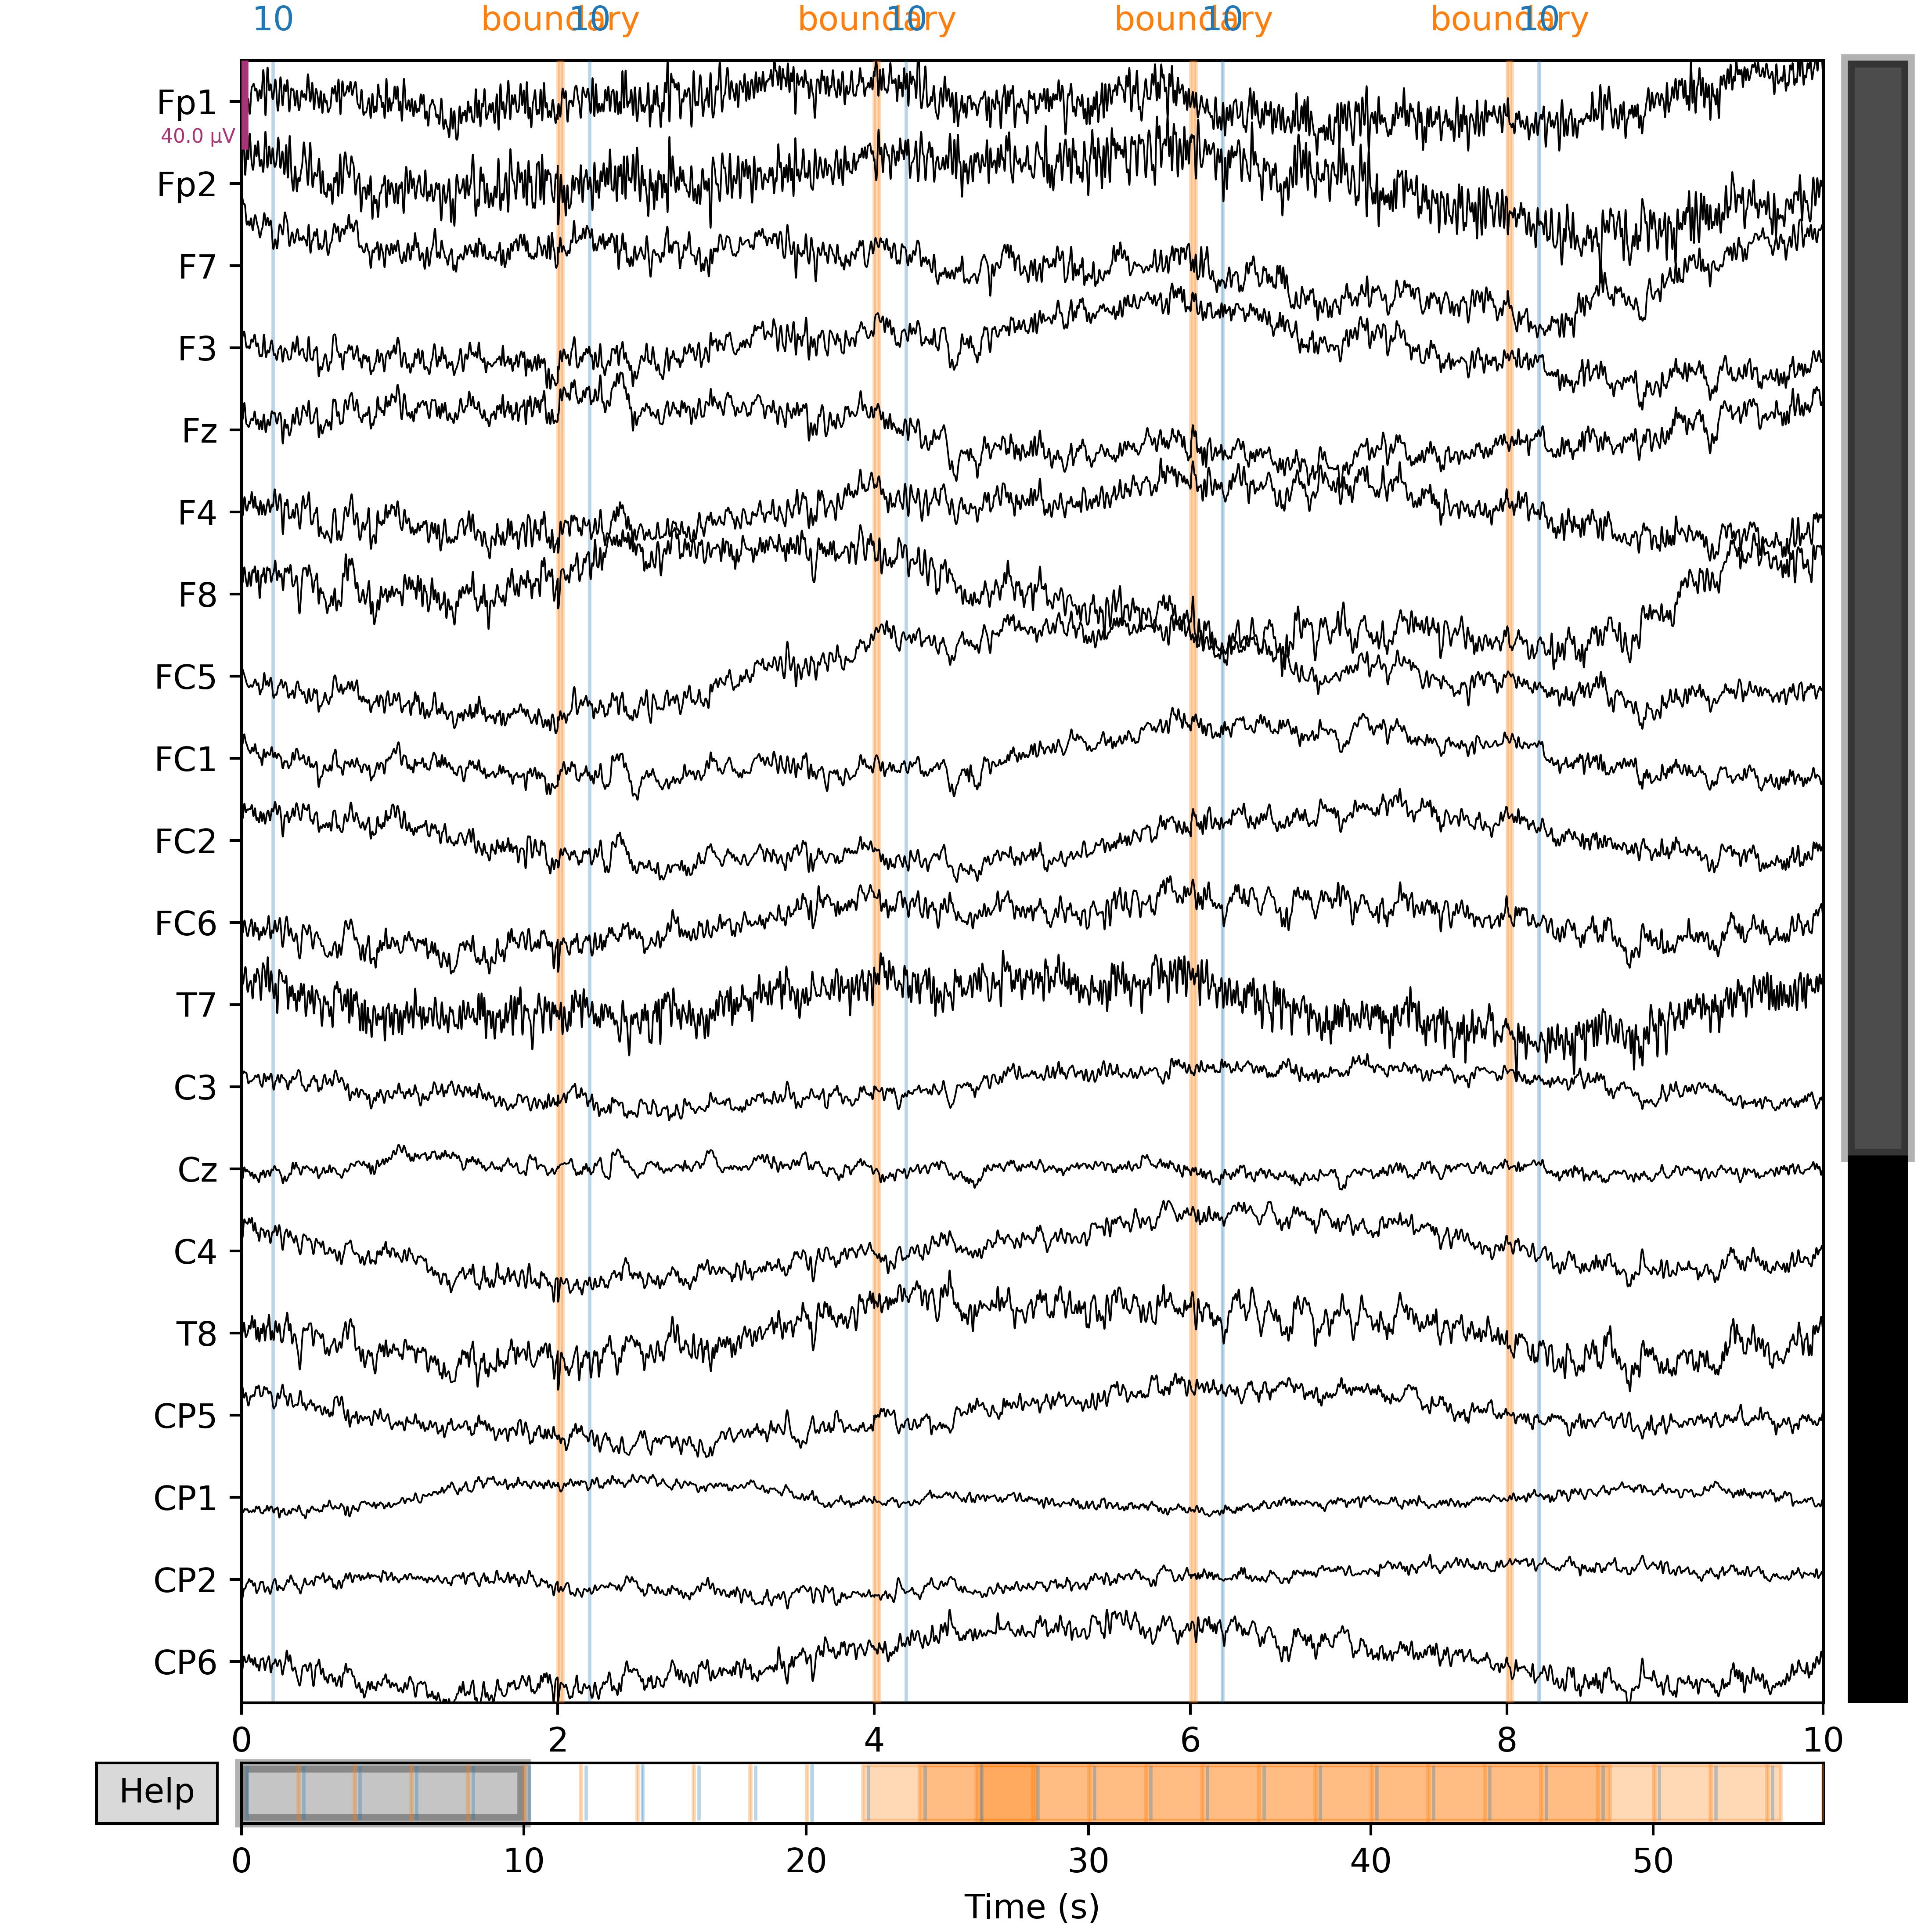 10 boundary 10 boundary 10 boundary 10 boundary 10
Fp1
40.0 µV
Fp2
F7
F3
Fz
F4
F8
FC5
FC1
FC2
FC6
T7
C3
Cz
C4
T8
CP5
CP1
CP2
CP6
0 2 4 6 8 10
Help
0 10 20 30 40 50
Time (s)